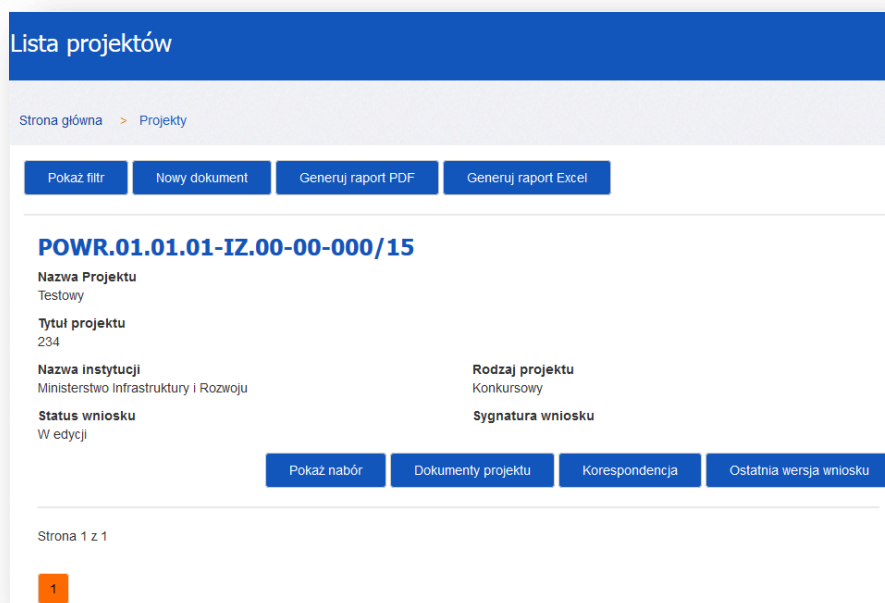 Lista projektów
Strona główna > Projekty
Pokaż filtr Nowy dokument Generuj raport PDF Generuj raport Excel
POWR.01.01.01-IZ.00-00-000/15
Nazwa Projektu
Testowy
Tytuł projektu
234
Nazwa instytucji Rodzaj projektu
Ministerstwo Infrastruktury i Rozwoju Konkursowy
Status wniosku Sygnatura wniosku
W edycji
Pokaż nabór Dokumenty projektu Korespondencja Ostatnia wersja wniosku
Strona 1 z 1
1